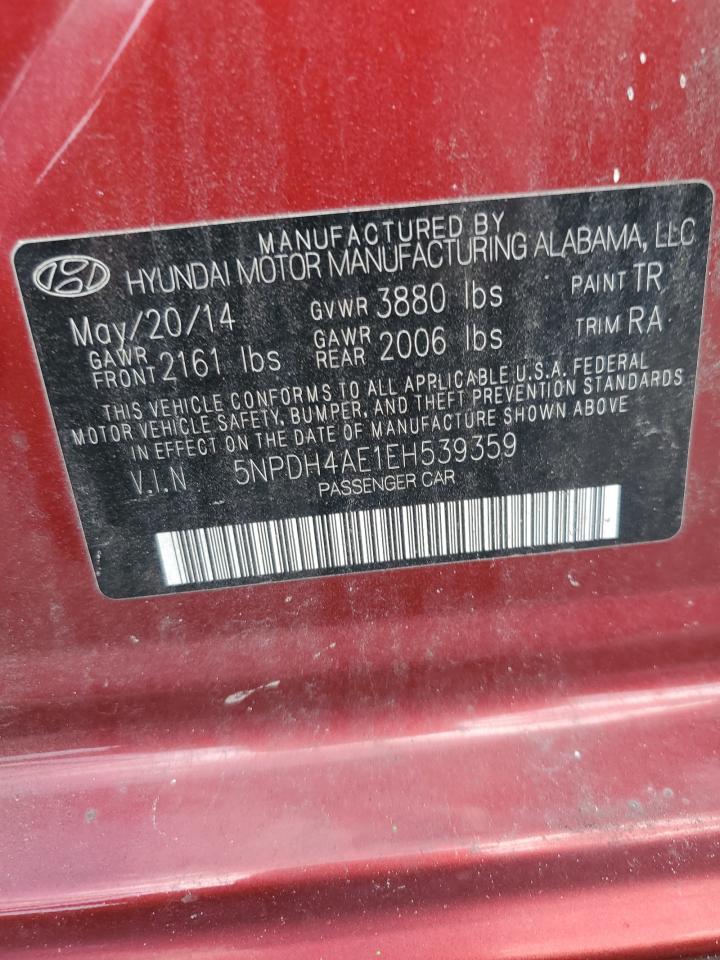 MANUFACTURED BY
HYUNDAI MOTOR MANUFACTURING ALABAMA, LLC
May/20/14 GVWR 3880 lbs PAINT TR
GAWR FRONT 2161 lbs GAWR REAR 2006 lbs TRIM RA
THIS VEHICLE CONFORMS TO ALL APPLICABLE U.S.A. FEDERAL
MOTOR VEHICLE SAFETY, BUMPER, AND THEFT PREVENTION STANDARDS
IN EFFECT ON THE DATE OF MANUFACTURE SHOWN ABOVE
V.I.N 5NPDH4AE1EH539359
PASSENGER CAR